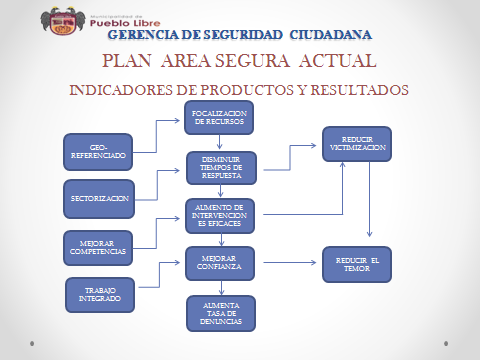 Municipalidad de
Pueblo Libre
GERENCIA DE SEGURIDAD CIUDADANA
PLAN AREA SEGURA ACTUAL
INDICADORES DE PRODUCTOS Y RESULTADOS
FOCALIZACION
DE RECURSOS
GEO-
REFERENCIADO
REDUCIR
VICTIMIZACION
DISMINUIR
TIEMPOS DE
RESPUESTA
SECTORIZACION
AUMENTO DE
INTERVENCION
ES EFICACES
MEJORAR
COMPETENCIAS
MEJORAR
CONFIANZA
REDUCIR EL
TEMOR
TRABAJO
INTEGRADO
AUMENTA
TASA DE
DENUNCIAS